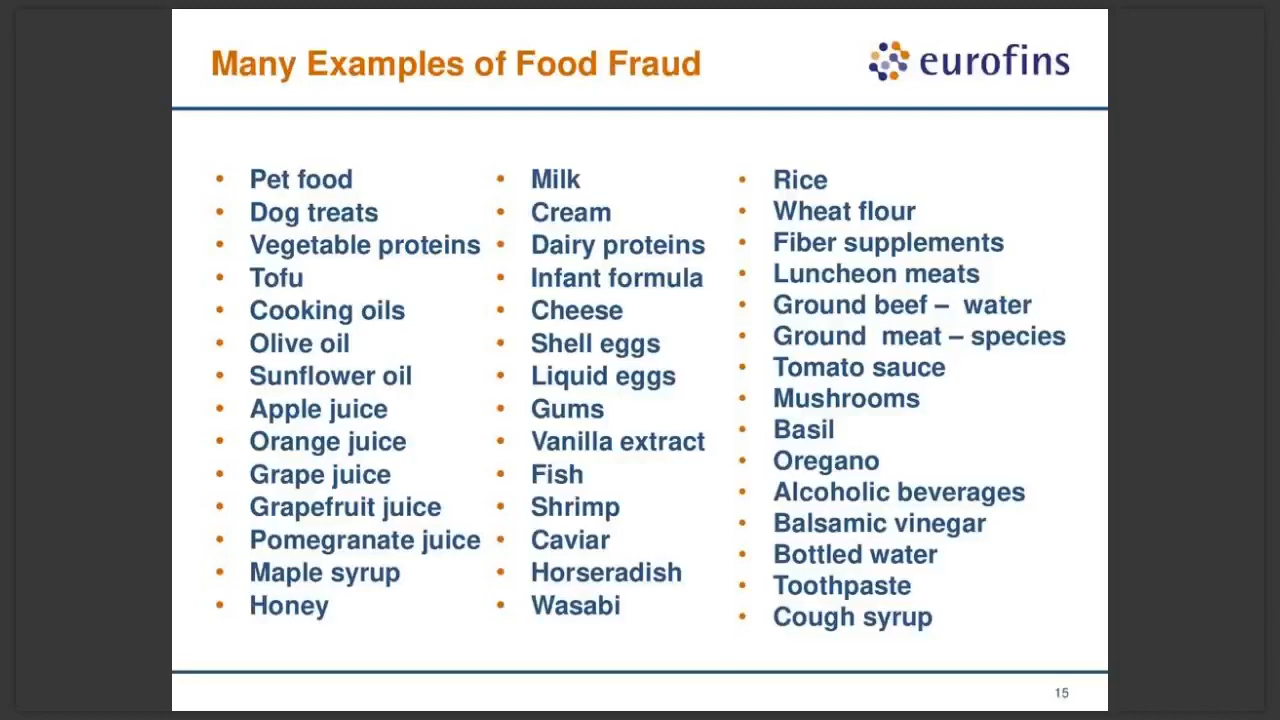 Many Examples of Food Fraud
eurofins
• Pet food
• Dog treats
• Vegetable proteins
• Tofu
• Cooking oils
• Olive oil
• Sunflower oil
• Apple juice
• Orange juice
• Grape juice
• Grapefruit juice
• Pomegranate juice
• Maple syrup
• Honey
• Milk
• Cream
• Dairy proteins
• Infant formula
• Cheese
• Shell eggs
• Liquid eggs
• Gums
• Vanilla extract
• Fish
• Shrimp
• Caviar
• Horseradish
• Wasabi
• Rice
• Wheat flour
• Fiber supplements
• Luncheon meats
• Ground beef – water
• Ground meat – species
• Tomato sauce
• Mushrooms
• Basil
• Oregano
• Alcoholic beverages
• Balsamic vinegar
• Bottled water
• Toothpaste
• Cough syrup
15